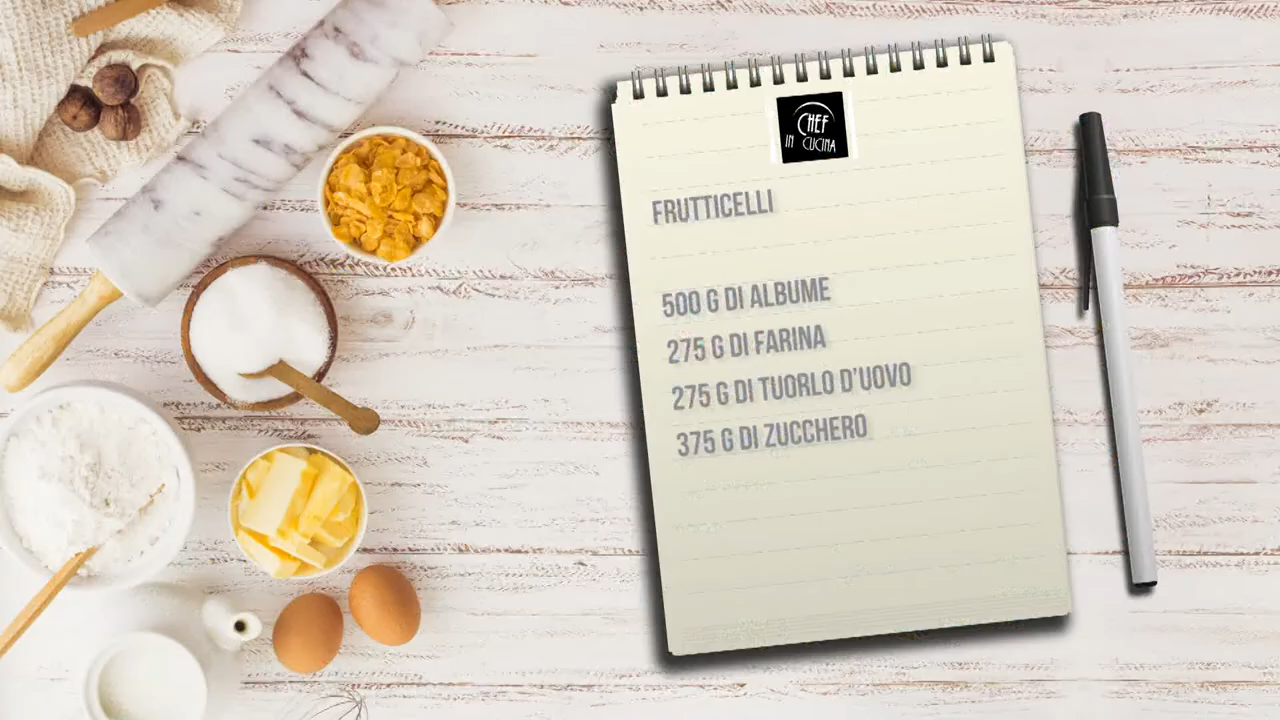 CHEF
IN CUCINA
FRUTTICELLI
500 G DI ALBUME
275 G DI FARINA
275 G DI TUORLO D'UOVO
375 G DI ZUCCHERO